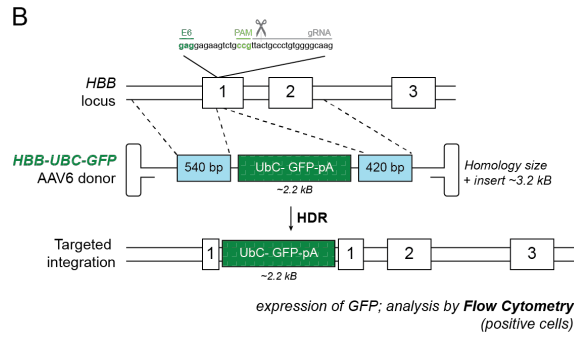 B
E6 PAM gRNA
gaggagaagtctgccgttactgccctgtggggcaag
HBB
locus
1 2 3
HBB-UBC-GFP
AAV6 donor
540 bp UbC- GFP-pA 420 bp
~2.2 kB
Homology size
+ insert ~3.2 kB
HDR
Targeted
integration
1 UbC- GFP-pA 1 2 3
~2.2 kB
expression of GFP; analysis by Flow Cytometry
(positive cells)